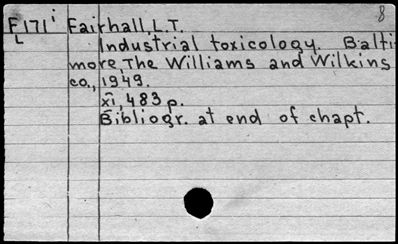 8
F171i Fairhall, L.T.
L Industrial toxicology. Balti
more, The Williams and Wilkins
co., 1949.
xi, 483 p.
Bibliogr. at end of chapt.